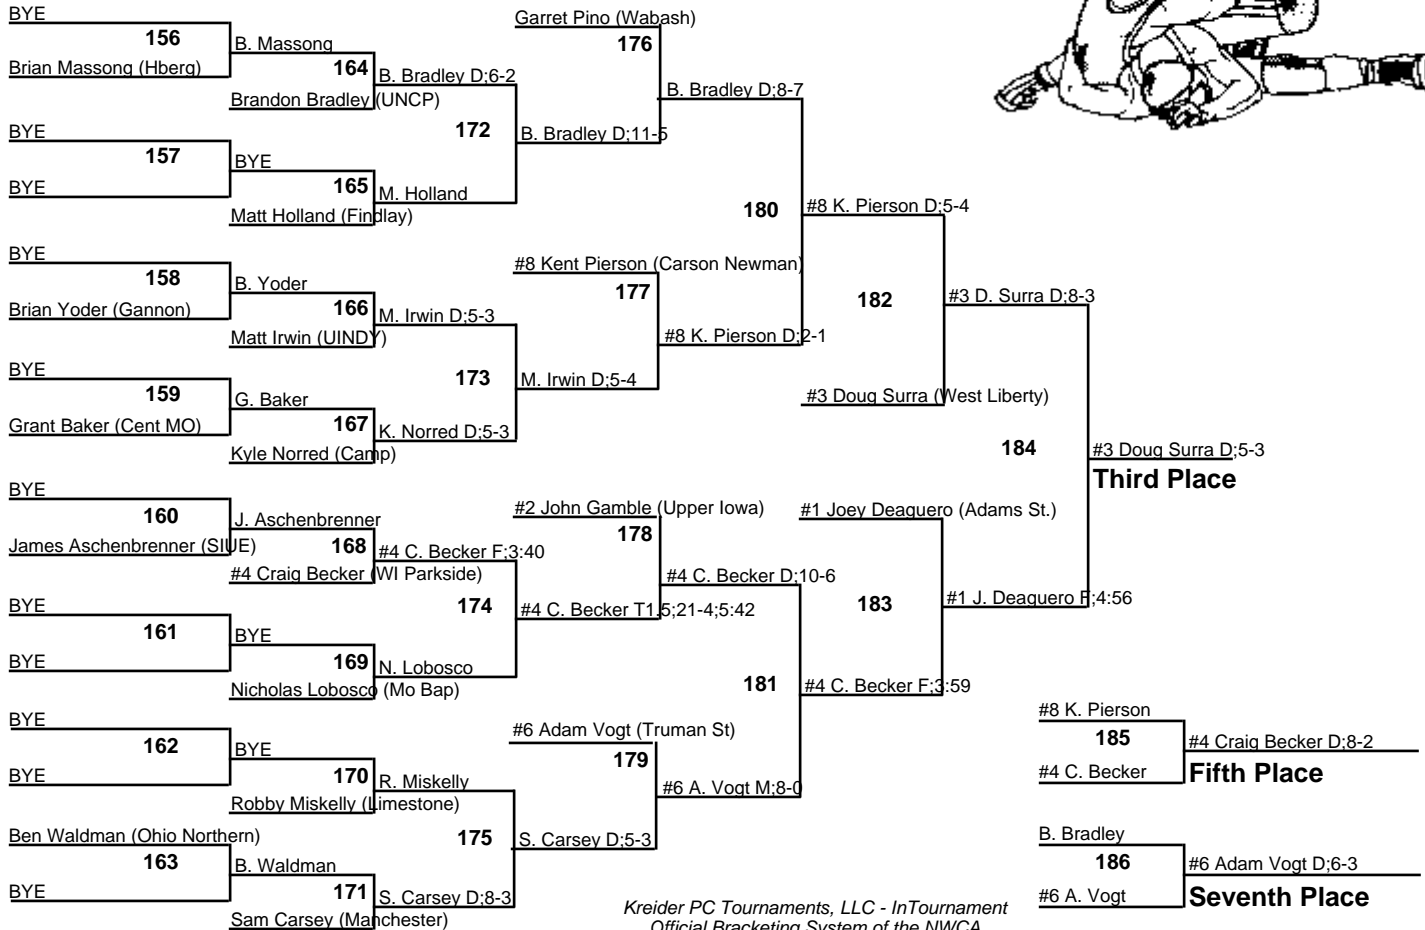 BYE
156
Brian Massong (Hberg)
BYE
157
BYE
BYE
158
Brian Yoder (Gannon)
BYE
159
Grant Baker (Cent MO)
BYE
160
James Aschenbrenner (SIUE)
BYE
161
BYE
BYE
162
BYE
Ben Waldman (Ohio Northern)
163
BYE
B. Massong
164
Brandon Bradley (UNCP)
BYE
165
Matt Holland (Findlay)
B. Yoder
166
Matt Irwin (UINDY)
G. Baker
167
Kyle Norred (Camp)
J. Aschenbrenner
168
#4 Craig Becker (WI Parkside)
BYE
169
Nicholas Lobosco (Mo Bap)
BYE
170
Robby Miskelly (Limestone)
B. Waldman
171
Sam Carsey (Manchester)
B. Bradley D;6-2
172
M. Holland
M. Irwin D;5-3
173
K. Norred D;5-3
#4 C. Becker F;3:40
174
N. Lobosco
R. Miskelly
175
S. Carsey D;8-3
Garret Pino (Wabash)
176
B. Bradley D;11-5
#8 Kent Pierson (Carson Newman)
177
M. Irwin D;5-4
#2 John Gamble (Upper Iowa)
178
#4 C. Becker T1.5;21-4;5:42
#6 Adam Vogt (Truman St)
179
S. Carsey D;5-3
B. Bradley D;8-7
180
#8 K. Pierson D;2-1
#4 C. Becker D;10-6
181
#6 A. Vogt M;8-0
#8 K. Pierson D;5-4
182
#3 Doug Surra (West Liberty)
#1 Joey Deaguero (Adams St.)
183
#4 C. Becker F;3:59
#3 D. Surra D;8-3
184
#1 J. Deaguero F;4:56
#3 Doug Surra D;5-3
Third Place
#8 K. Pierson
185
#4 C. Becker
#4 Craig Becker D;8-2
Fifth Place
B. Bradley
186
#6 A. Vogt
#6 Adam Vogt D;6-3
Seventh Place
Kreider PC Tournaments, LLC - InTournament
Official Bracketing System of the NWCA